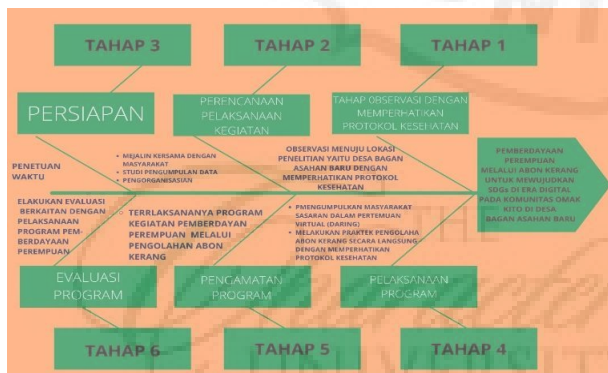 TAHAP 3
TAHAP 2
TAHAP 1
PERSIAPAN
PERENCANAAN
PELAKSANAAN
KEGIATAN
TAHAP OBSERVASI DENGAN
MEMPERHATIKAN
PROTOKOL KESEHATAN
PENETUAN
WAKTU
• MEJALIN KERSAMA DENGAN
MASYARAKAT
• STUDI PENGUMPULAN DATA
• PENGORGANISASIAN
OBSERVASI MENUJU LOKASI
PENELITIAN YAITU DESA BAGAN
ASAHAN BARU DENGAN
MEMPERHATIKAN PROTOKOL
KESEHATAN
PEMBERDAYAAN
PEREMPUAN
MELALUI ABON KERANG
UNTUK MEWUJUDKAN
SDGs DI ERA DIGITAL
PADA KOMUNITAS OMAK
KITO DI DESA
BAGAN ASAHAN BARU
ELAKUKAN EVALUASI
BERKAITAN DENGAN
PELAKSANAAN
PROGRAM PEM-
BERDAYAAN
PEREMPUAN
• TERRLAKSANANYA PROGRAM
KEGIATAN PEMBERDAYAN
PEREMPUAN MELALUI
PENGOLAHAN ABON
KERANG
• PMENGUMPULKAN MASYARAKAT
SASARAN DALAM PERTEMUAN
VIRTUAL (DARING)
• MELAKUKAN PRAKTEK PENGOLAHA
ABON KERANG SECARA LANGSUNG
DENGAN MEMPERHATIKAN
PROTOKOL KESEHATAN
EVALUASI
PROGRAM
PENGAMATAN
PROGRAM
PELAKSANAAN
PROGRAM
TAHAP 6
TAHAP 5
TAHAP 4
THE
UNIVERSITY